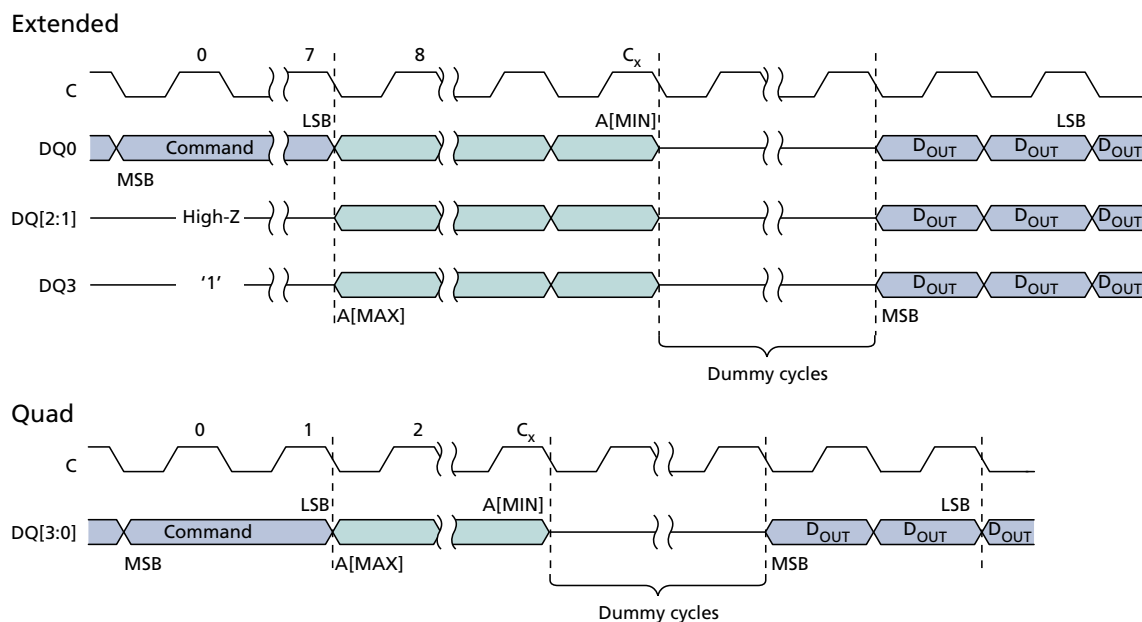 Extended
0 7 8 Cx
C
LSB A[MIN] LSB
DQ0 Command DOUT DOUT DOUT
MSB
DQ[2:1] High-Z DOUT DOUT DOUT
DQ3 '1' DOUT DOUT DOUT
A[MAX] MSB
Dummy cycles
Quad
0 1 2 Cx
C
LSB A[MIN] LSB
DQ[3:0] Command DOUT DOUT DOUT
MSB A[MAX] MSB
Dummy cycles